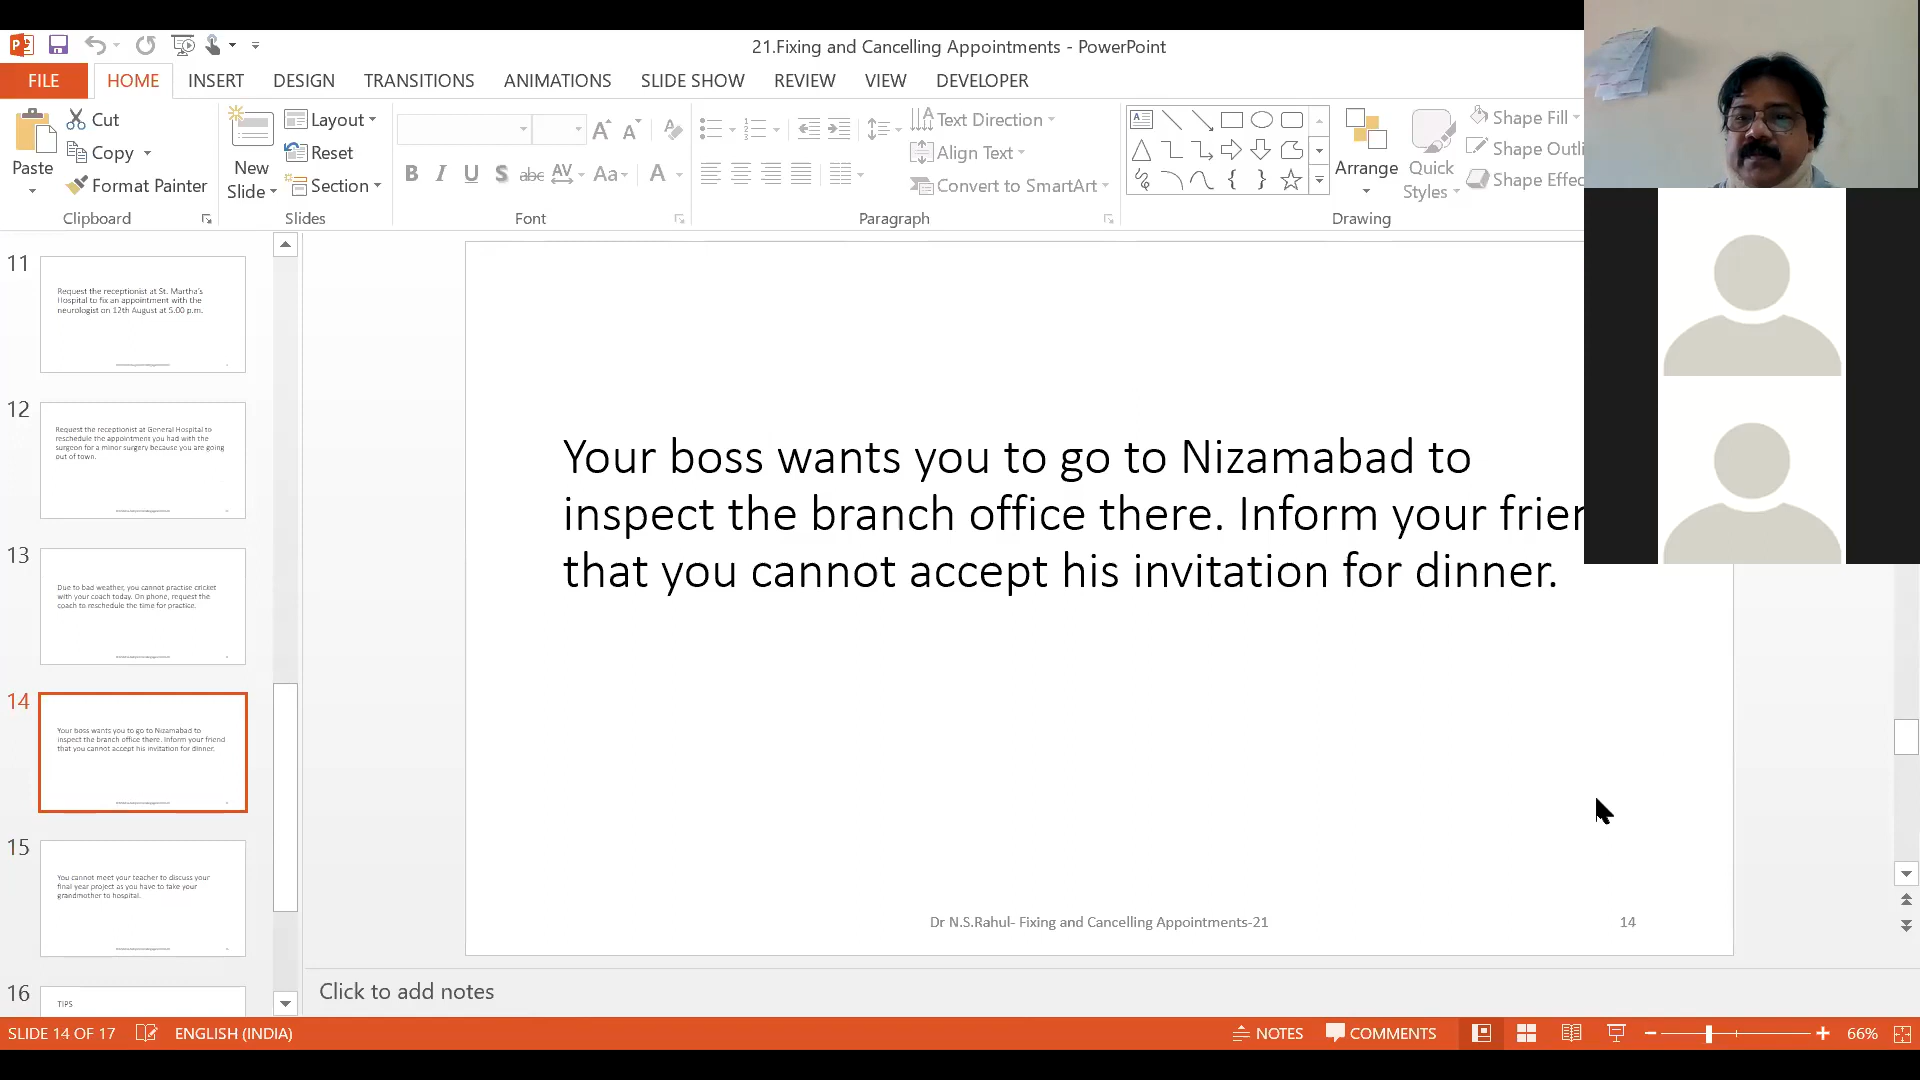 21.Fixing and Cancelling Appointments - PowerPoint
FILE HOME INSERT DESIGN TRANSITIONS ANIMATIONS SLIDE SHOW REVIEW VIEW DEVELOPER
Paste
Cut
Copy
Format Painter
Clipboard
New
Slide
Layout
Reset
Section
Slides
Font
Text Direction
Align Text
Convert to SmartArt
Paragraph
Arrange
Quick
Styles
Shape Fill
Shape Outli
Shape Effec
Drawing
11
Request the receptionist at St. Martha's
Hospital to fix an appointment with the
neurologist on 12th August at 5.00 p.m.
12
Request the receptionist at General Hospital to
reschedule the appointment you had with the
surgeon for a minor surgery because you are going
out of town.
13
Due to bad weather, you cannot practise cricket
with your coach today. On phone, request the
coach to reschedule the time for practice.
14
Your boss wants you to go to Nizamabad to
inspect the branch office there. Inform your friend
that you cannot accept his invitation for dinner.
15
You cannot meet your teacher to discuss your
final year project as you have to take your
grandmother to hospital.
16
TIPS
Your boss wants you to go to Nizamabad to
inspect the branch office there. Inform your frien
that you cannot accept his invitation for dinner.
Dr N.S.Rahul- Fixing and Cancelling Appointments-21
14
Click to add notes
SLIDE 14 OF 17 ENGLISH (INDIA) NOTES COMMENTS 66%